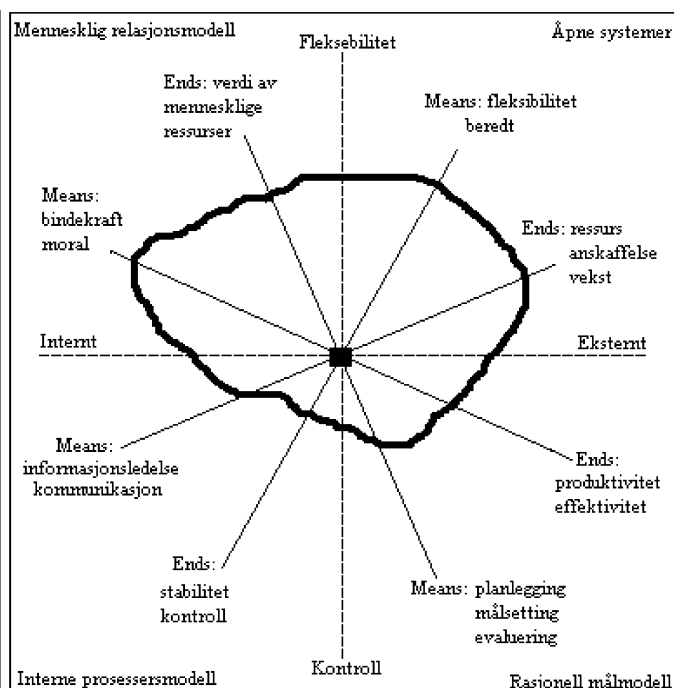 Mennesklig relasjonsmodell
Fleksebilitet
Åpne systemer
Ends: verdi av
mennesklige
ressurser
Means: fleksibilitet
beredt
Means:
bindekraft
moral
Ends: ressurs
anskaffelse
vekst
Internt
Eksternt
Means:
informasjonsledelse
kommunikasjon
Ends:
produktivitet
effektivitet
Ends:
stabilitet
kontroll
Means: planlegging
målsetting
evaluering
Interne prosessersmodell
Kontroll
Rasjonell målmodell